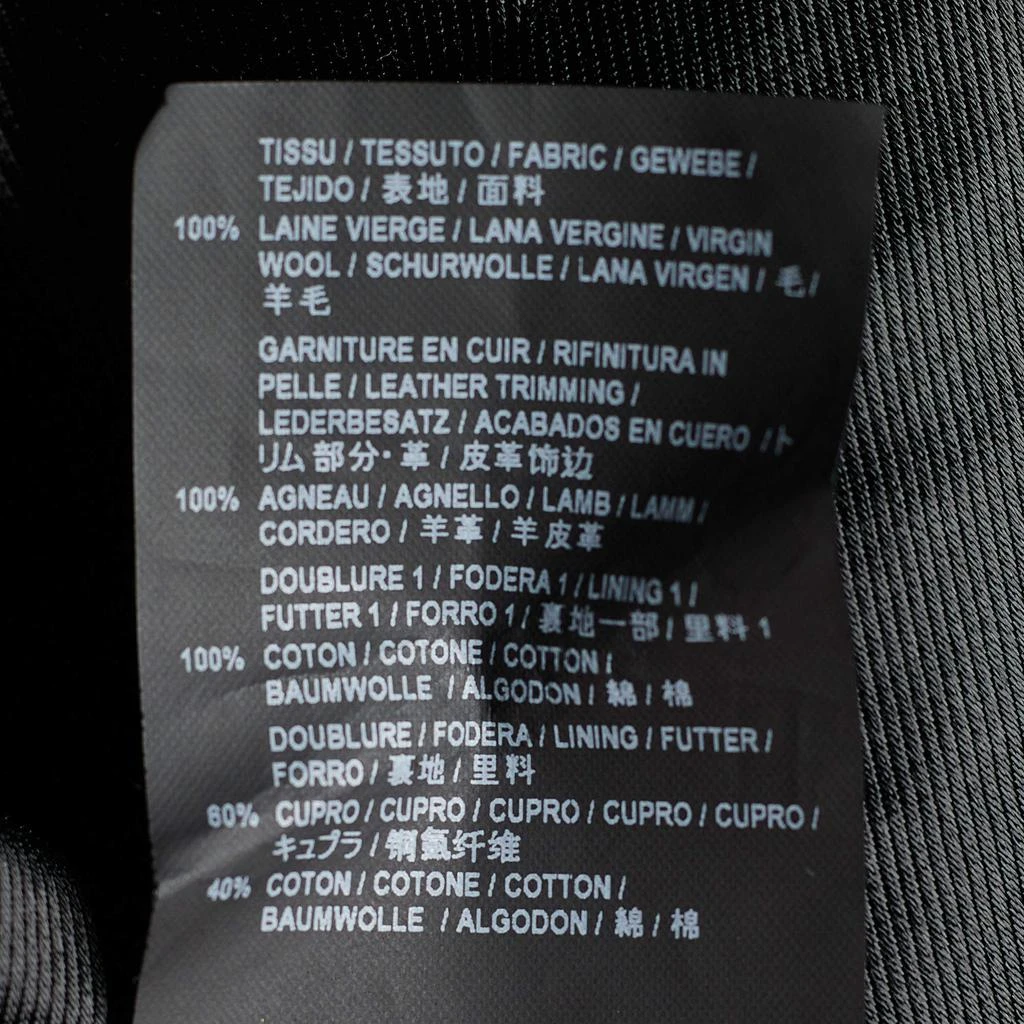 TISSU / TESSUTO / FABRIC / GEWEBE /
TEJIDO / 表地 / 面料
100% LAINE VIERGE / LANA VERGINE / VIRGIN
WOOL / SCHURWOLLE / LANA VIRGEN / 毛 /
羊毛
GARNITURE EN CUIR / RIFINITURA IN
PELLE / LEATHER TRIMMING /
LEDERBESATZ / ACABADOS EN CUERO / ト
リム部分・革 / 皮革饰边
100% AGNEAU / AGNELLO / LAMB / LAMM /
CORDERO / 羊革 / 羊皮革
DOUBLURE 1 / FODERA 1 / LINING 1 /
FUTTER 1 / FORRO 1 / 裏地一部 / 里料 1
100% COTON / COTONE / COTTON /
BAUMWOLLE / ALGODON / 綿 / 棉
DOUBLURE / FODERA / LINING / FUTTER /
FORRO / 裏地 / 里料
60% CUPRO / CUPRO / CUPRO / CUPRO / CUPRO /
キュプラ / 铜氨纤维
40% COTON / COTONE / COTTON /
BAUMWOLLE / ALGODON / 綿 / 棉